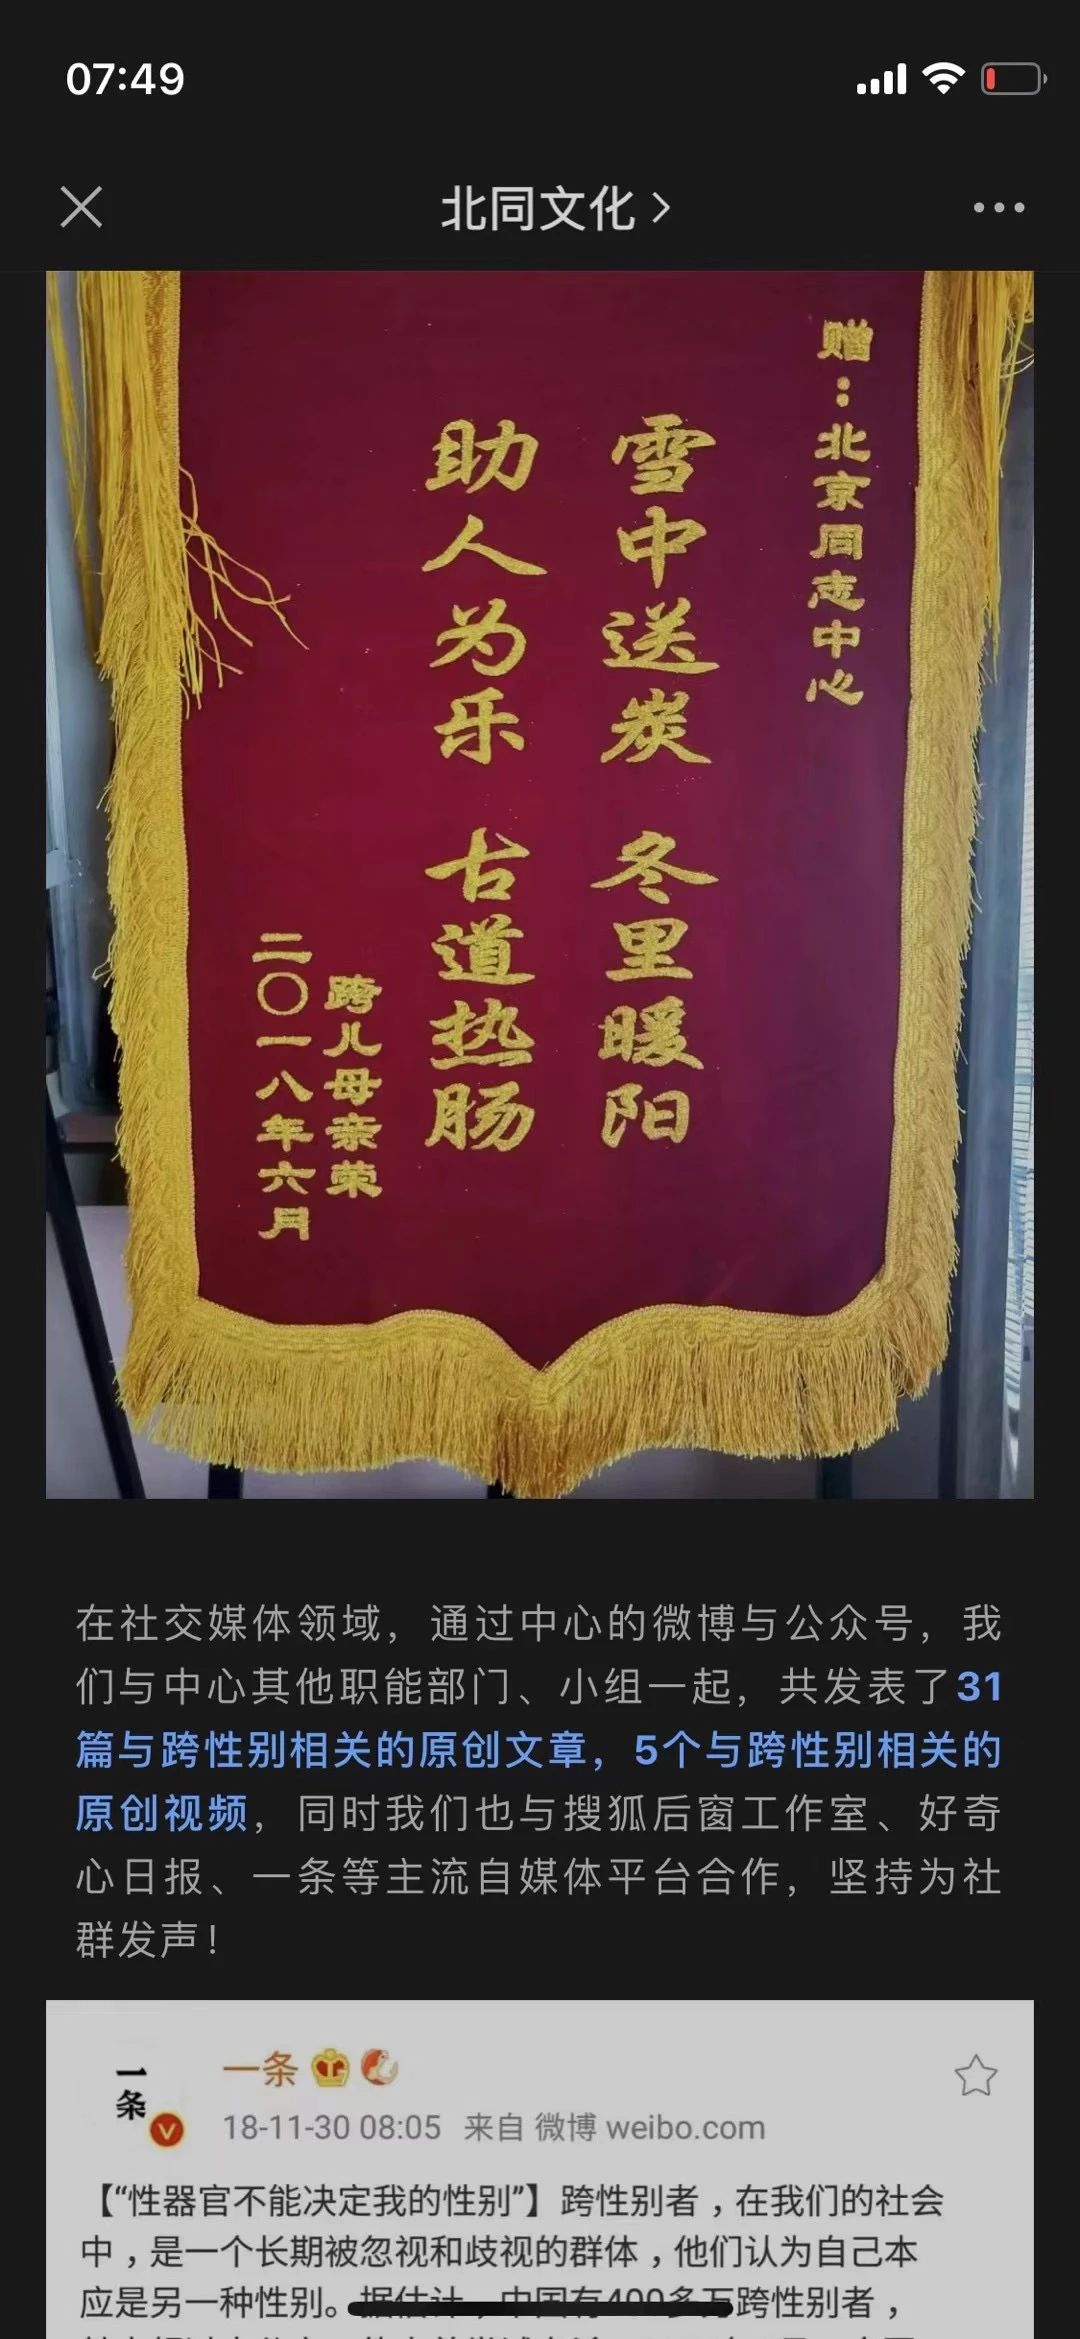 07:49
北同文化
赠：北京同志中心
雪中送炭 冬里暖阳
助人为乐 古道热肠
跨儿母亲荣
二〇一八年六月
在社交媒体领域，通过中心的微博与公众号，我
们与中心其他职能部门、小组一起，共发表了31
篇与跨性别相关的原创文章，5个与跨性别相关的
原创视频，同时我们也与搜狐后窗工作室、好奇
心日报、一条等主流自媒体平台合作，坚持为社
群发声！
一条
一条
18-11-30 08:05 来自 微博 weibo.com
【“性器官不能决定我的性别”】跨性别者，在我们的社会
中，是一个长期被忽视和歧视的群体，他们认为自己本
应是另一种性别。据估计，中国有400多万跨性别者，